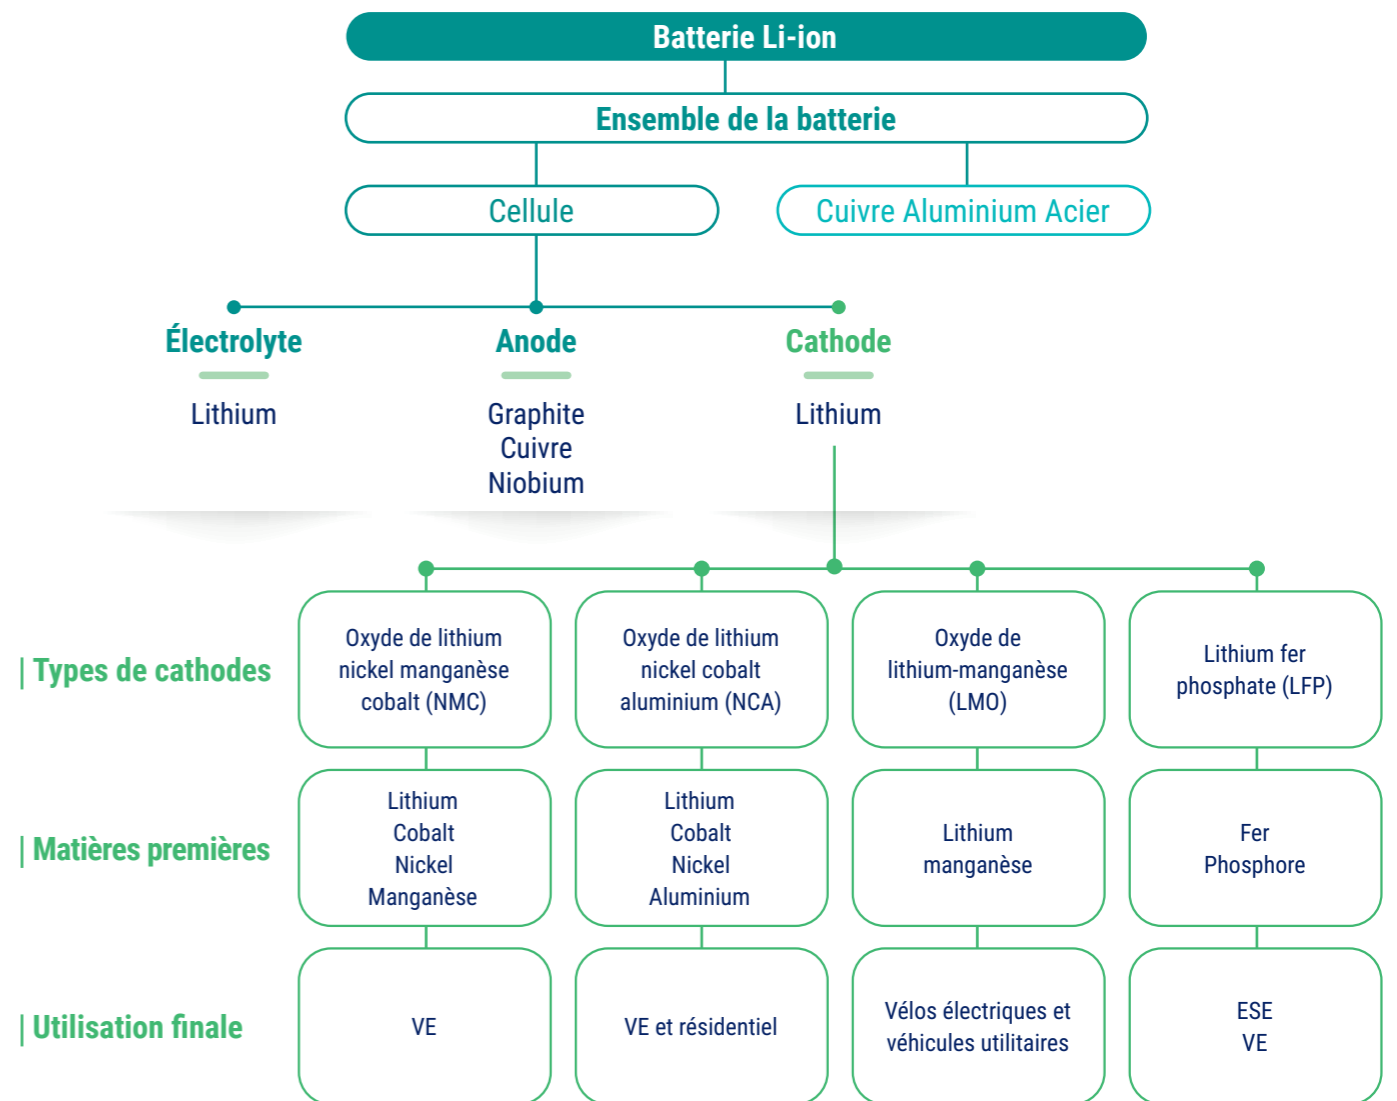 Batterie Li-ion
Ensemble de la batterie
Cellule
Cuivre Aluminium Acier
Électrolyte
Lithium
Anode
Graphite
Cuivre
Niobium
Cathode
Lithium
| Types de cathodes
Oxyde de lithium
nickel manganèse
cobalt (NMC)
Oxyde de lithium
nickel cobalt
aluminium (NCA)
Oxyde de
lithium-manganèse
(LMO)
Lithium fer
phosphate (LFP)
| Matières premières
Lithium
Cobalt
Nickel
Manganèse
Lithium
Cobalt
Nickel
Aluminium
Lithium
manganèse
Fer
Phosphore
| Utilisation finale
VE
VE et résidentiel
Vélos électriques et
véhicules utilitaires
ESE
VE